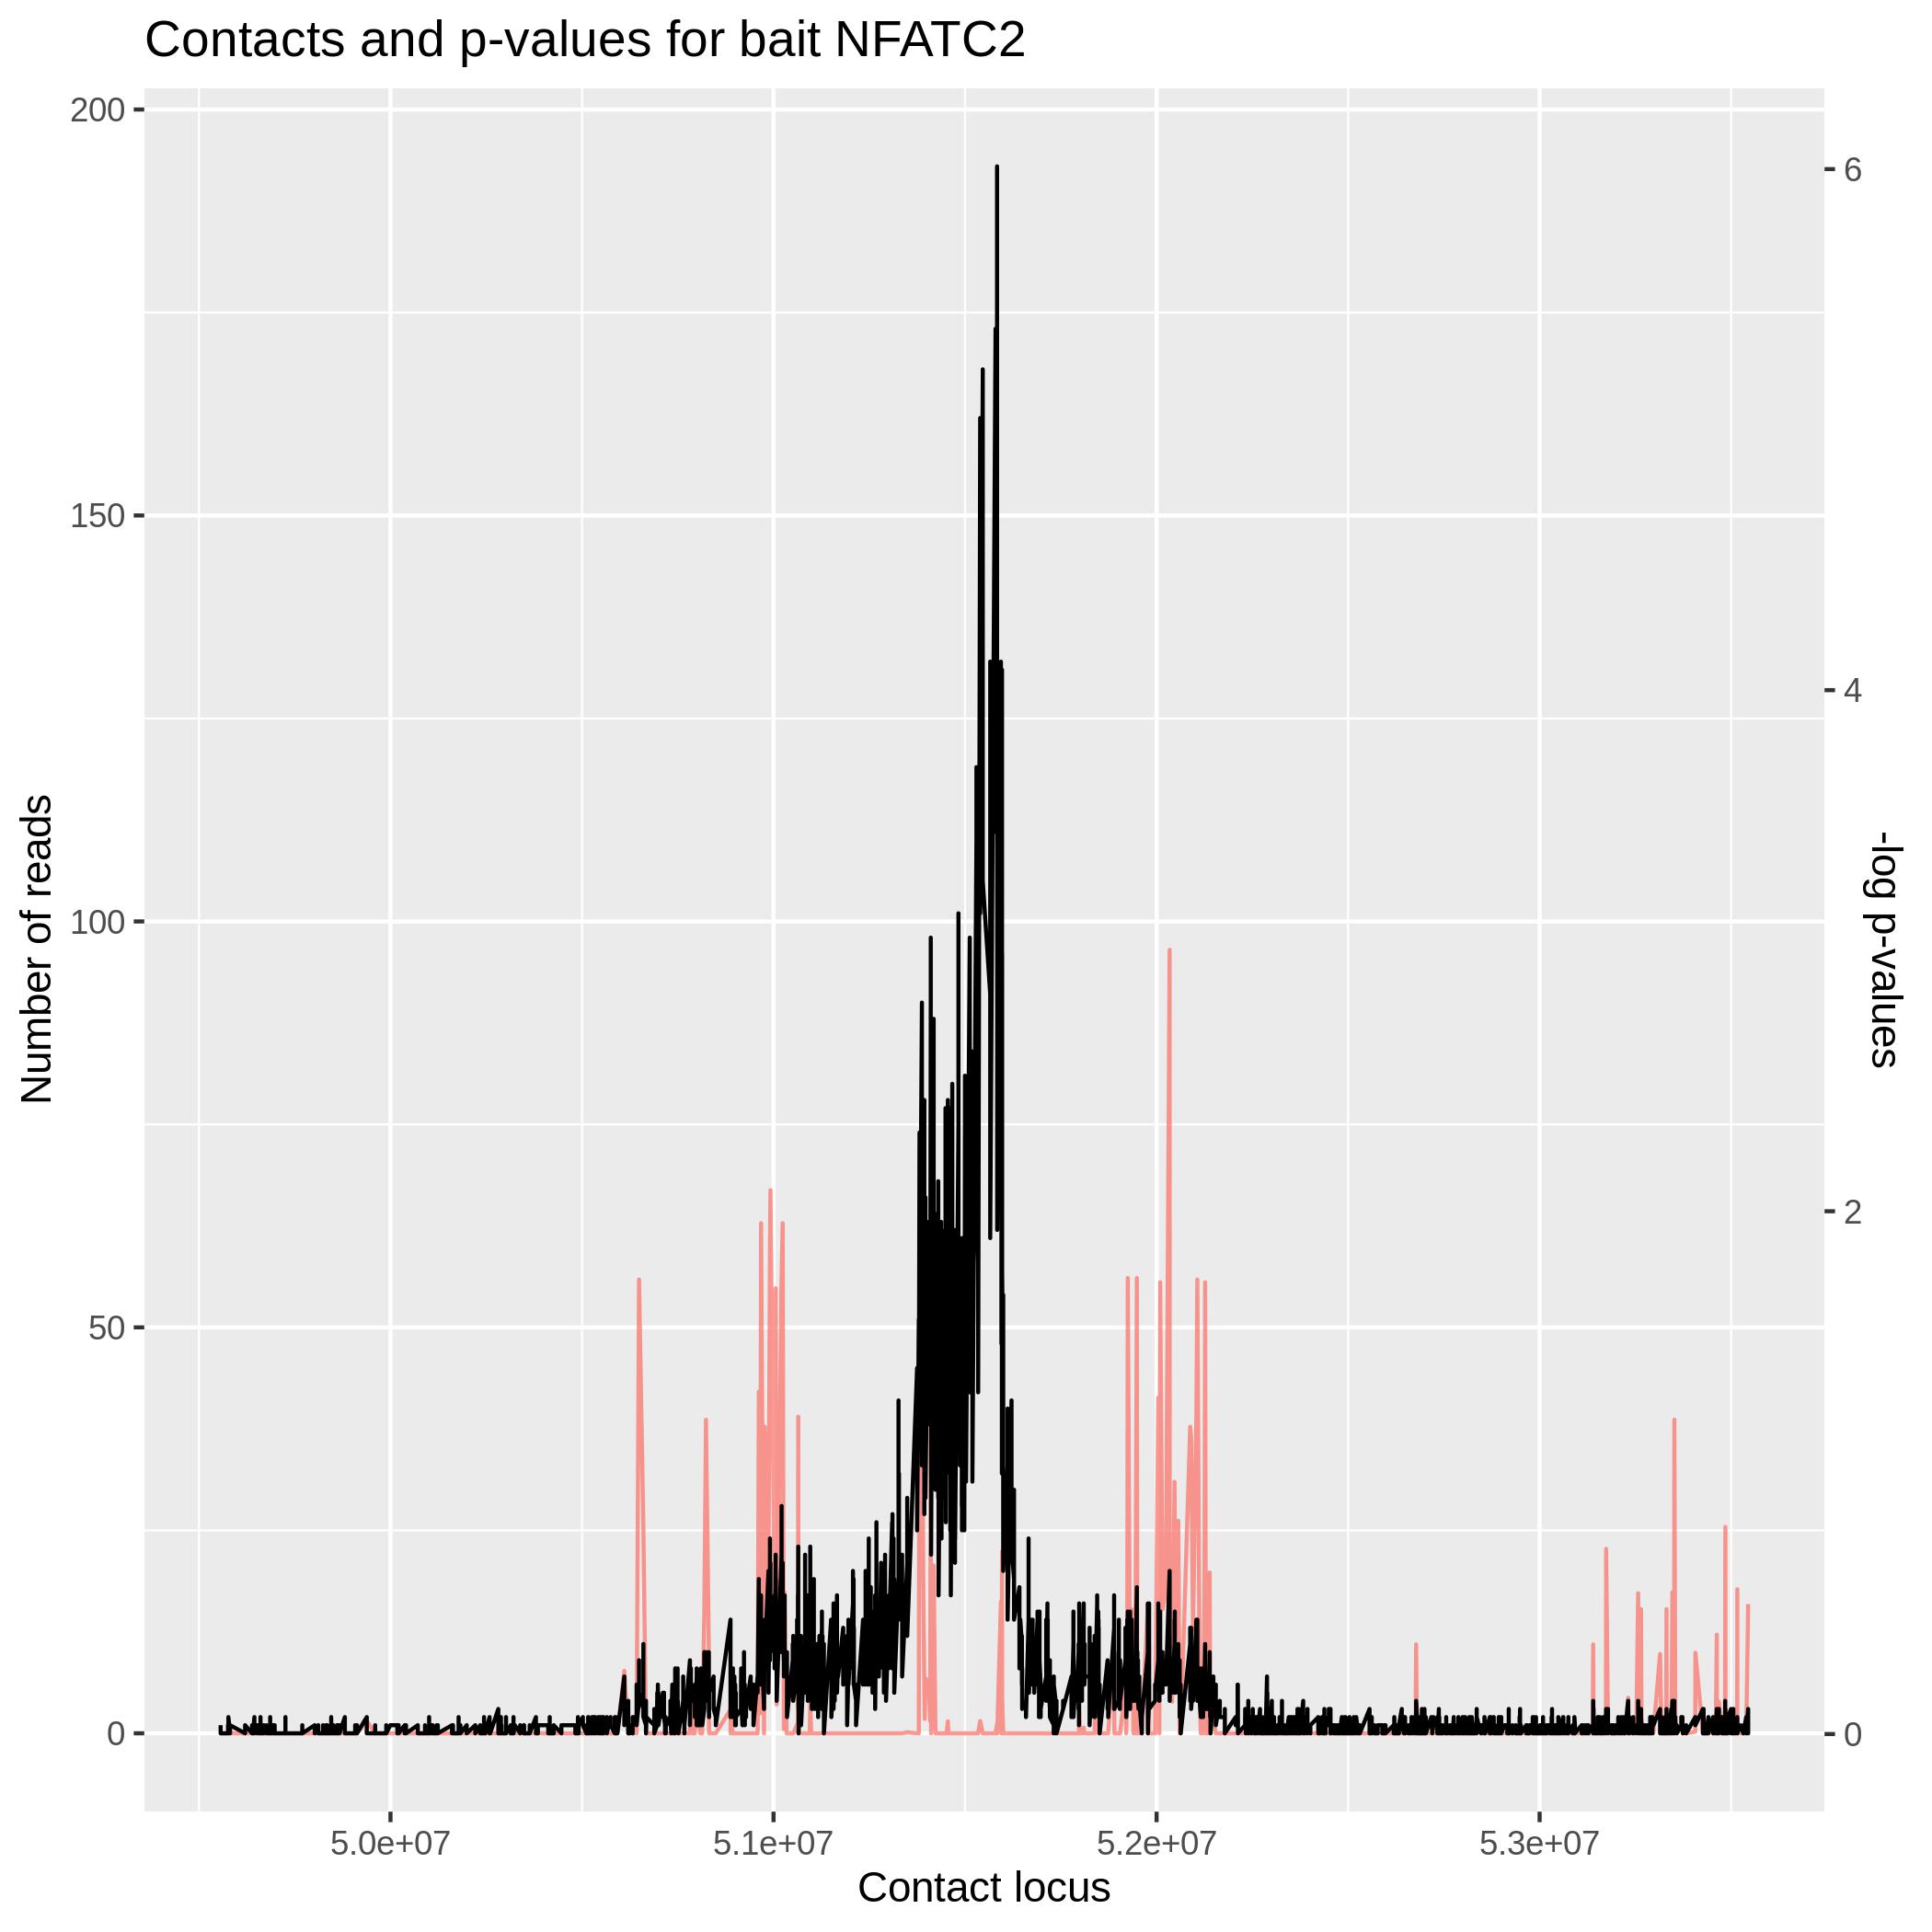 Contacts and p-values for bait NFATC2
200
150
100
50
0
Number of reads
6
4
2
0
-log p-values
5.0e+07
5.1e+07
5.2e+07
5.3e+07
Contact locus